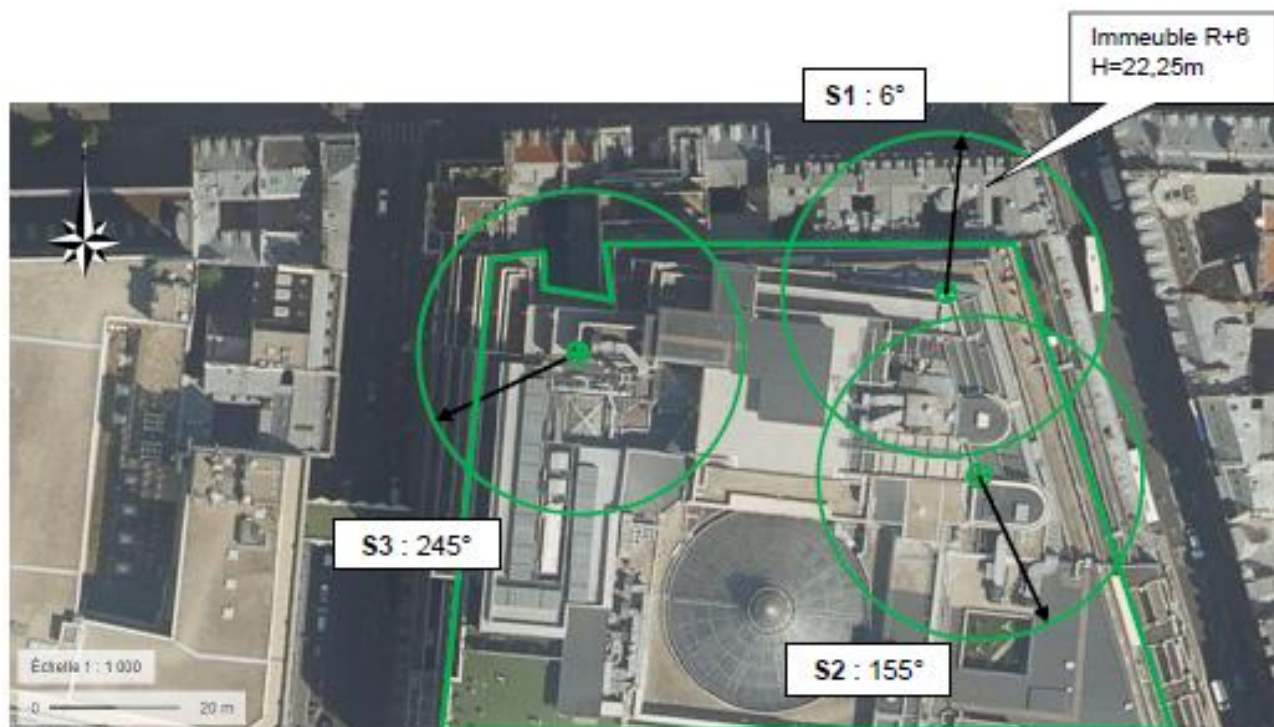 Immeuble R+6
H=22,25m
S1 : 6°
S3 : 245°
S2 : 155°
Échelle 1 : 1 000
0 20 m